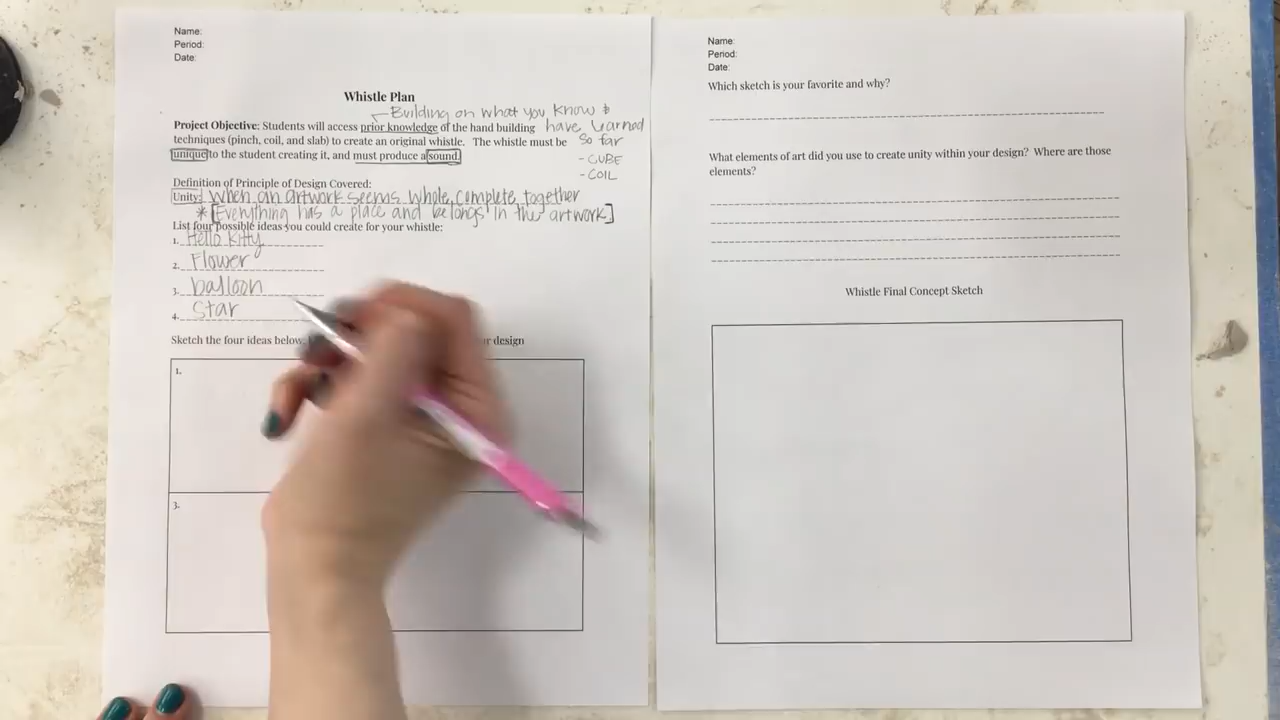 Name:
Period:
Date:
Whistle Plan
Building on what you know &
Project Objective: Students will access prior knowledge of the hand building have learned
techniques (pinch, coil, and slab) to create an original whistle. The whistle must be so far
unique to the student creating it, and must produce a sound.
- CUBE
- COIL
Definition of Principle of Design Covered:
Unity: When an artwork seems whole, complete, together
* [Everything has a place and belongs in the artwork]
List four possible ideas you could create for your whistle:
1. Hello Kitty
2. Flower
3. balloon
4. Star
Sketch the four ideas below. design
1.
3.
Name:
Period:
Date:
Which sketch is your favorite and why?
What elements of art did you use to create unity within your design? Where are those
elements?
Whistle Final Concept Sketch